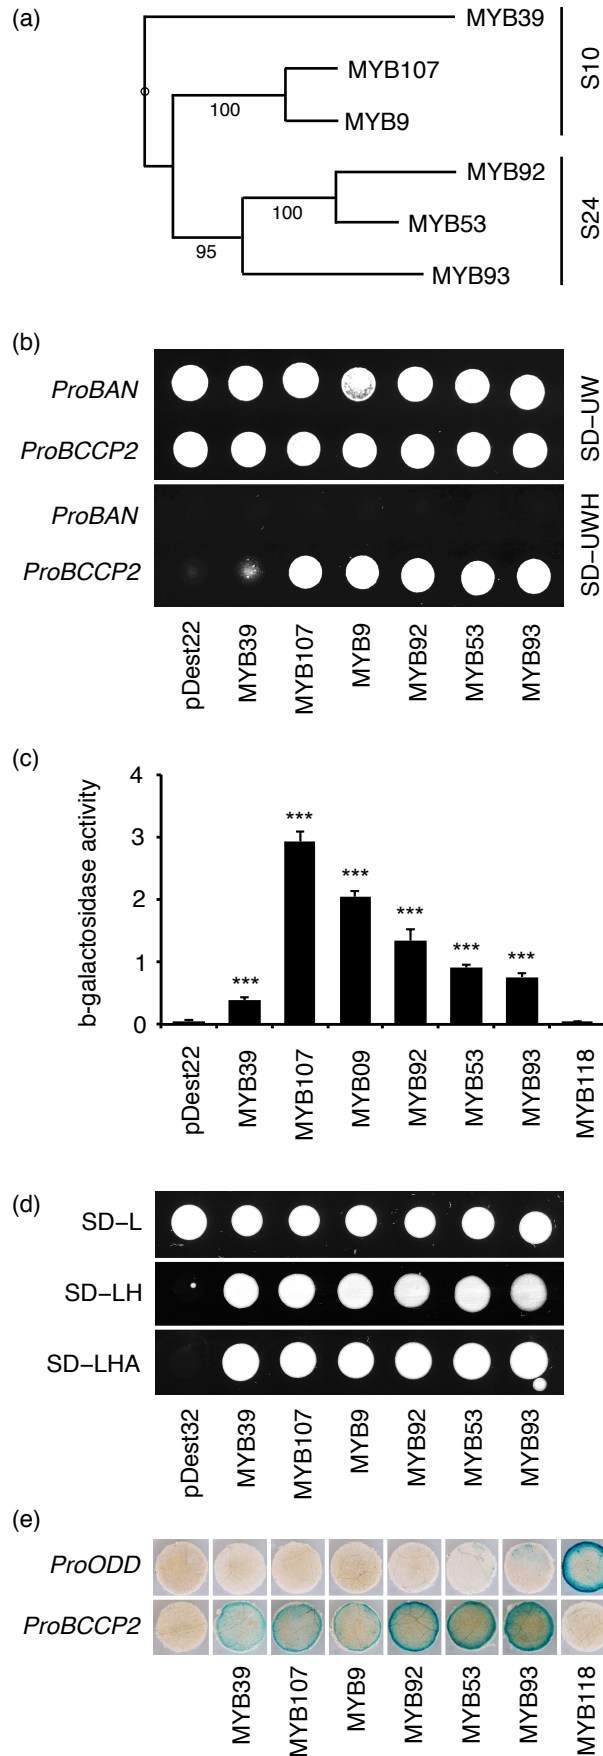 (a)
MYB39
MYB107
100
MYB9
S10
MYB92
100
MYB53
95
MYB93
S24
(b)
ProBAN
ProBCCP2
SD–UW
ProBAN
ProBCCP2
SD–UWH
pDest22
MYB39
MYB107
MYB9
MYB92
MYB53
MYB93
(c)
b-galactosidase activity
4
3
2
1
0
***
***
***
***
***
***
pDest22
MYB39
MYB107
MYB09
MYB92
MYB53
MYB93
MYB118
(d)
SD–L
SD–LH
SD–LHA
pDest32
MYB39
MYB107
MYB9
MYB92
MYB53
MYB93
(e)
ProODD
ProBCCP2
MYB39
MYB107
MYB9
MYB92
MYB53
MYB93
MYB118